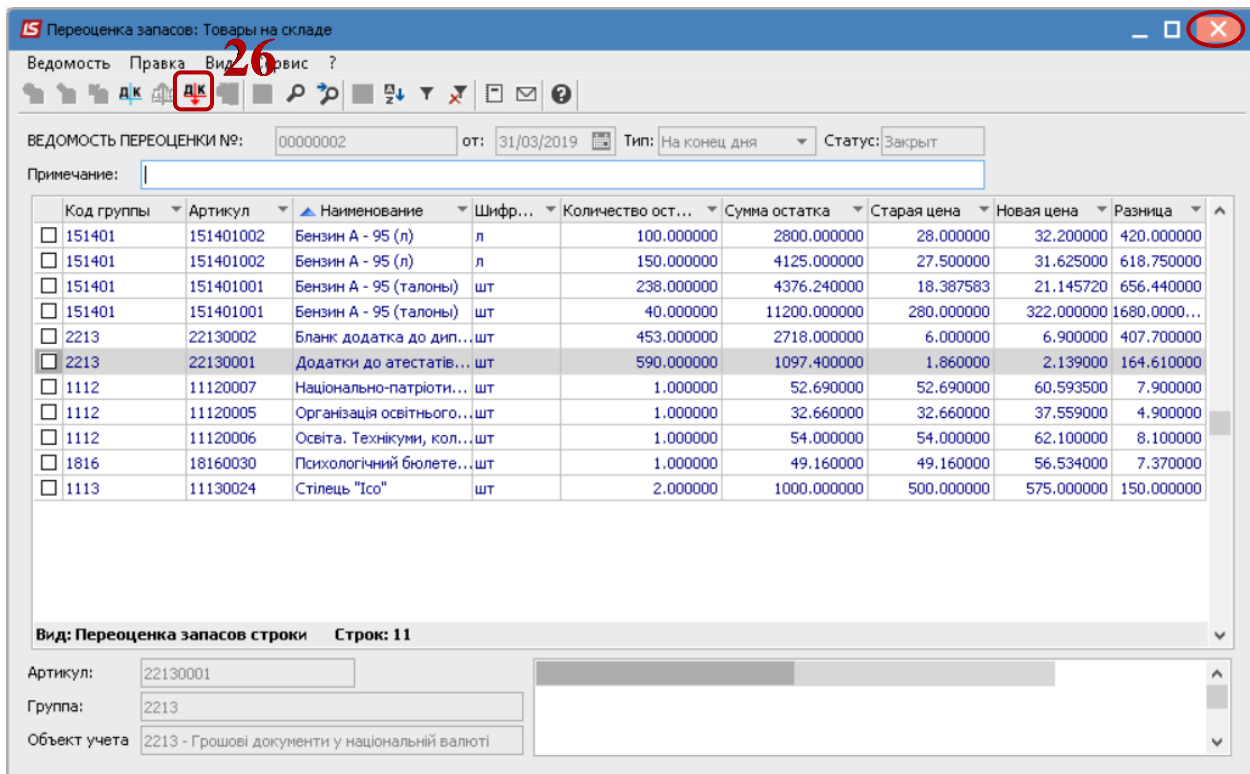 Переоценка запасов: Товары на складе
26
Ведомость Правка Вид рвис ?
ВЕДОМОСТЬ ПЕРЕОЦЕНКИ №: 00000002 от: 31/03/2019 Тип: На конец дня Статус: Закрыт
Примечание:
Код группы Артикул Наименование Шифр... Количество ост... Сумма остатка Старая цена Новая цена Разница
151401 151401002 Бензин А - 95 (л) л 100.000000 2800.000000 28.000000 32.200000 420.000000
151401 151401002 Бензин А - 95 (л) л 150.000000 4125.000000 27.500000 31.625000 618.750000
151401 151401001 Бензин А - 95 (талоны) шт 238.000000 4376.240000 18.387583 21.145720 656.440000
151401 151401001 Бензин А - 95 (талоны) шт 40.000000 11200.000000 280.000000 322.000000 1680.0000...
2213 22130002 Бланк додатка до дип... шт 453.000000 2718.000000 6.000000 6.900000 407.700000
2213 22130001 Додатки до атестатів... шт 590.000000 1097.400000 1.860000 2.139000 164.610000
1112 11120007 Національно-патріоти... шт 1.000000 52.690000 52.690000 60.593500 7.900000
1112 11120005 Організація освітнього... шт 1.000000 32.660000 32.660000 37.559000 4.900000
1112 11120006 Освіта. Технікуми, кол... шт 1.000000 54.000000 54.000000 62.100000 8.100000
1816 18160030 Психологічний бюлете... шт 1.000000 49.160000 49.160000 56.534000 7.370000
1113 11130024 Стілець "Ісо" шт 2.000000 1000.000000 500.000000 575.000000 150.000000
Вид: Переоценка запасов строки Строк: 11
Артикул: 22130001
Группа: 2213
Объект учета 2213 - Грошові документи у національній валюті